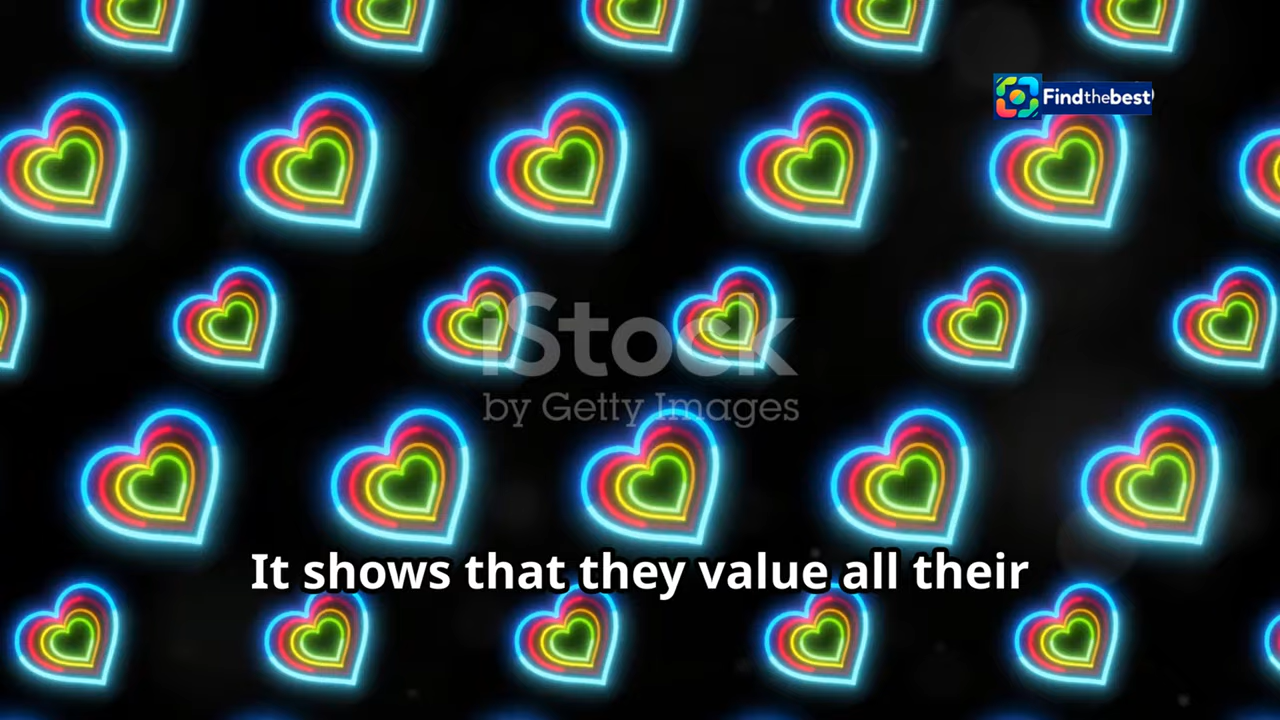 Findthebest
iStock
by Getty Images
It shows that they value all their